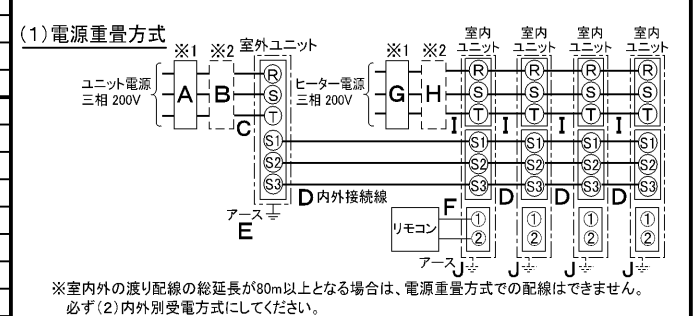 (1)電源重畳方式
※1 ※2 室外ユニット ※1 ※2 室内ユニット 室内ユニット 室内ユニット 室内ユニット
ユニット電源 三相 200V A B R S T
ヒーター電源 三相 200V G H R S T R S T R S T R S T
C I I I I
S1 S2 S3 S1 S2 S3 S1 S2 S3 S1 S2 S3 S1 S2 S3
D 内外接続線 D D D
アース E
リモコン F ① ② ① ② ① ② ① ②
アース J J J J
※室内外の渡り配線の総延長が80m以上となる場合は、電源重畳方式での配線はできません。
必ず(2)内外別受電方式にしてください。